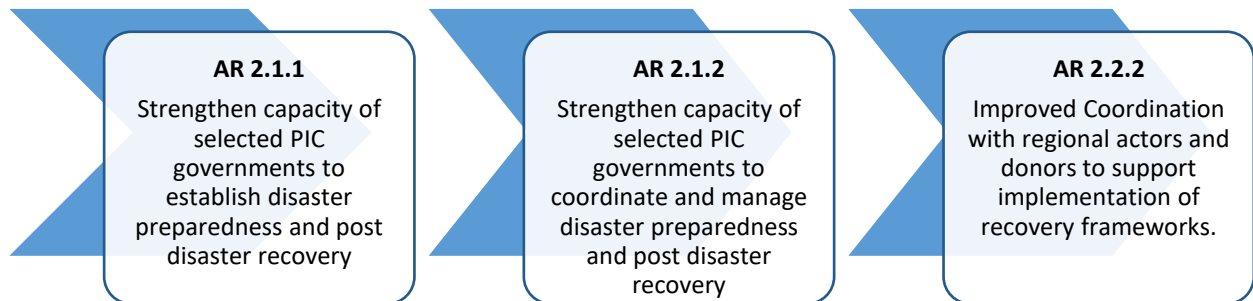 AR 2.1.1
Strengthen capacity of
selected PIC
governments to
establish disaster
preparedness and post
disaster recovery
AR 2.1.2
Strengthen capacity of
selected PIC
governments to
coordinate and manage
disaster preparedness
and post disaster
recovery
AR 2.2.2
Improved Coordination
with regional actors and
donors to support
implementation of
recovery frameworks.